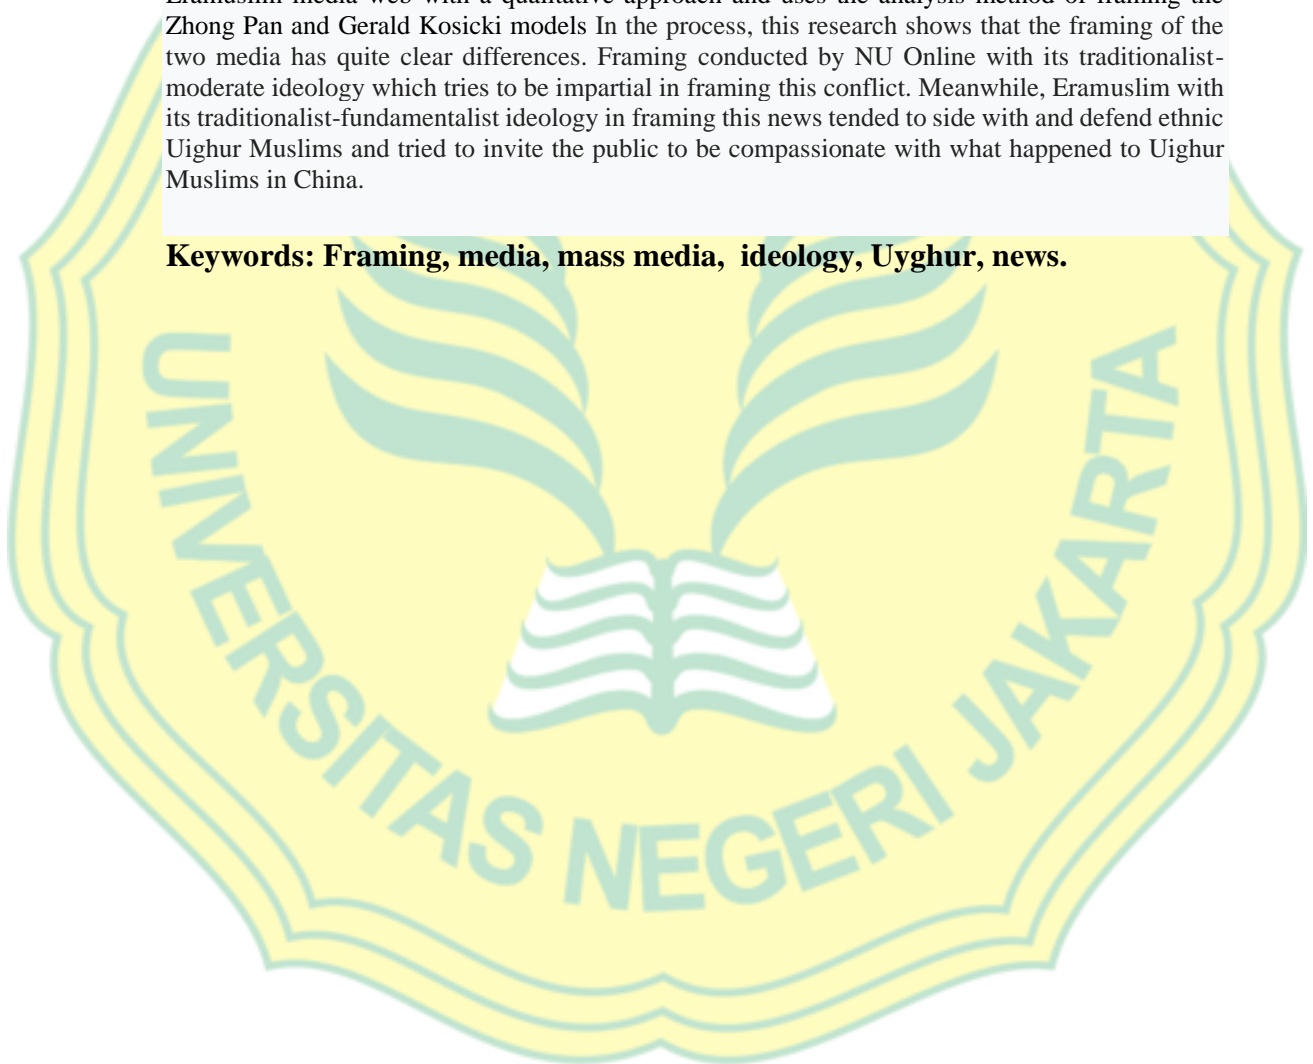 Eramuslim media web with a qualitative approach and uses the analysis method of framing the
Zhong Pan and Gerald Kosicki models In the process, this research shows that the framing of the
two media has quite clear differences. Framing conducted by NU Online with its traditionalist-
moderate ideology which tries to be impartial in framing this conflict. Meanwhile, Eramuslim with
its traditionalist-fundamentalist ideology in framing this news tended to side with and defend ethnic
Uighur Muslims and tried to invite the public to be compassionate with what happened to Uighur
Muslims in China.
Keywords: Framing, media, mass media, ideology, Uyghur, news.
UNIVERSITAS NEGERI JAKARTA